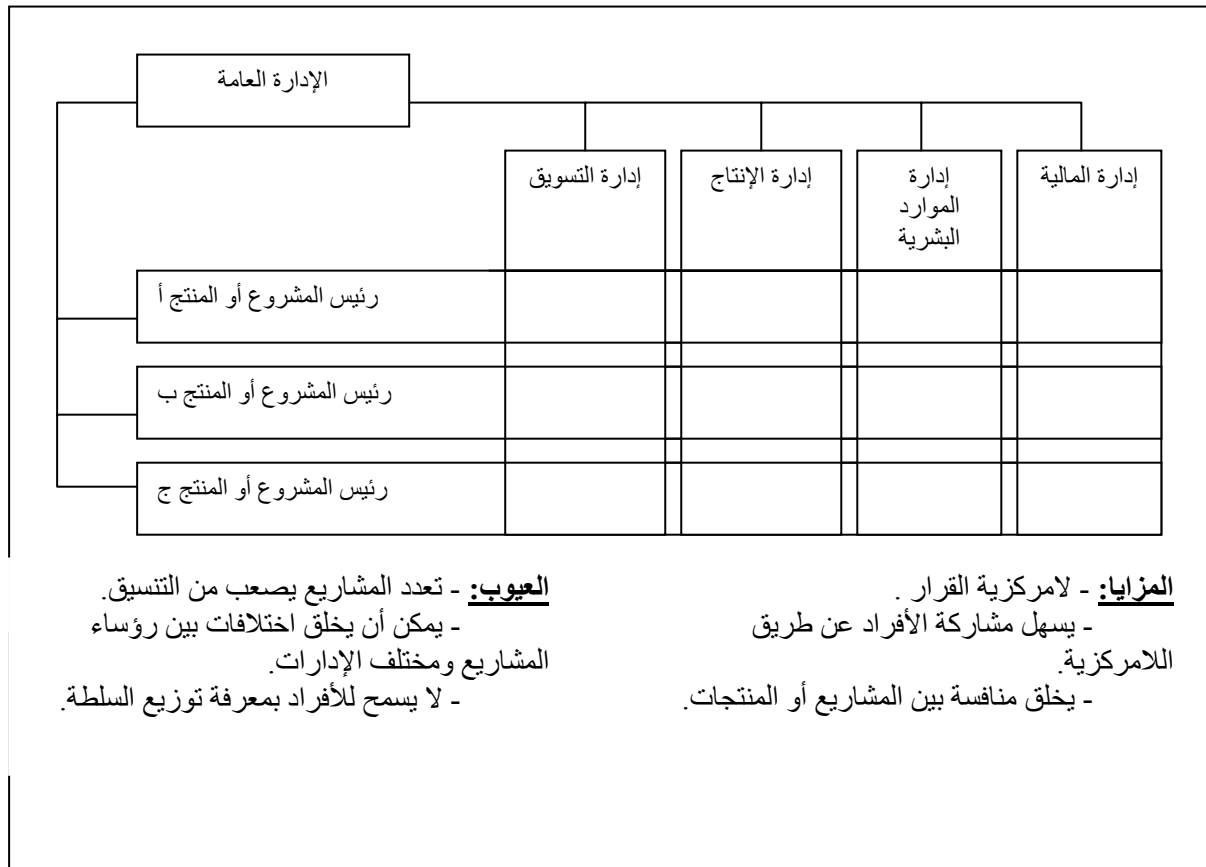 الإدارة العامة
إدارة المالية
إدارة
الموارد
البشرية
إدارة الإنتاج
إدارة التسويق
رئيس المشروع أو المنتج أ
رئيس المشروع أو المنتج ب
رئيس المشروع أو المنتج ج
المزايا: - لامركزية القرار .
- يسهل مشاركة الأفراد عن طريق
اللامركزية.
- يخلق منافسة بين المشاريع أو المنتجات.
العيوب: - تعدد المشاريع يصعب من التنسيق.
- يمكن أن يخلق اختلافات بين رؤساء
المشاريع ومختلف الإدارات.
- لا يسمح للأفراد بمعرفة توزيع السلطة.